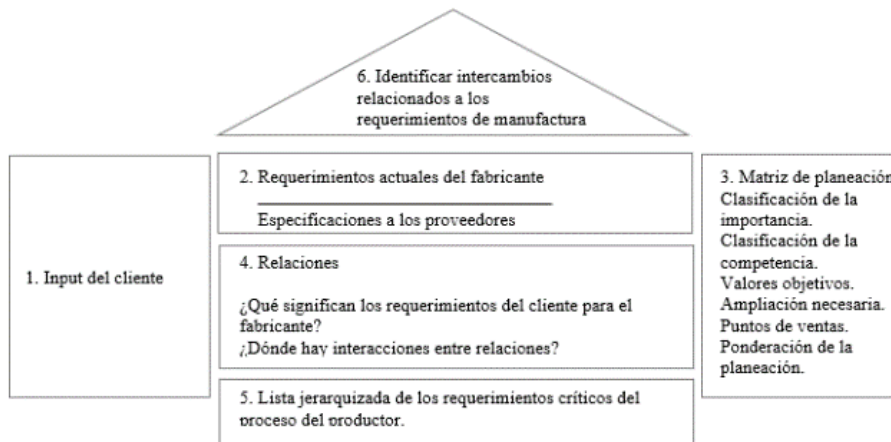 6. Identificar intercambios
relacionados a los
requerimientos de manufactura
1. Input del cliente
2. Requerimientos actuales del fabricante
Especificaciones a los proveedores
4. Relaciones
¿Qué significan los requerimientos del cliente para el
fabricante?
¿Dónde hay interacciones entre relaciones?
5. Lista jerarquizada de los requerimientos críticos del
proceso del productor.
3. Matriz de planeación
Clasificación de la
importancia.
Clasificación de la
competencia.
Valores objetivos.
Ampliación necesaria.
Puntos de ventas.
Ponderación de la
planeación.